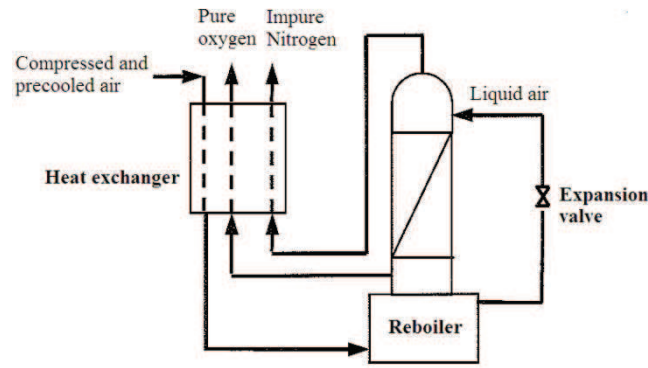 Pure oxygen
Impure Nitrogen
Compressed and
precooled air
Liquid air
Heat exchanger
Expansion
valve
Reboiler